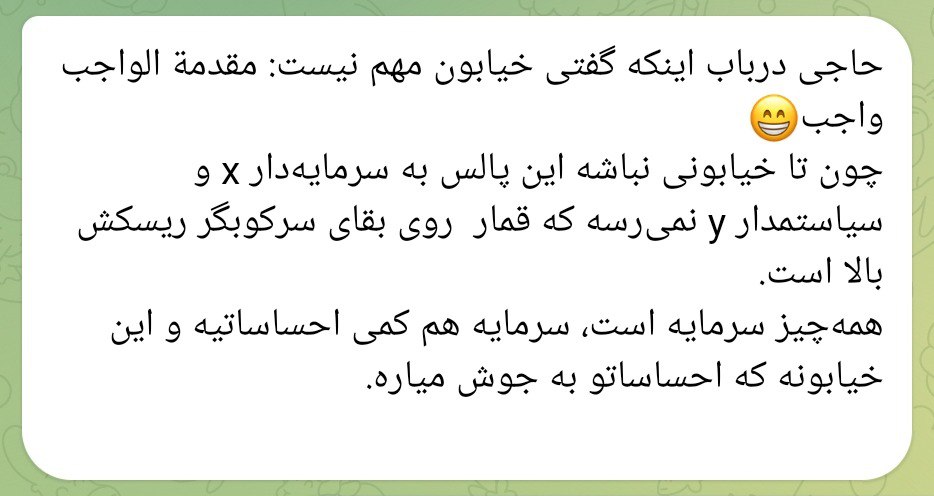 حاجی درباب اینکه گفتی خیابون مهم نیست: مقدمة الواجب
واجب😁
چون تا خیابونی نباشه این پالس به سرمایه‌دار x و
سیاستمدار y نمی‌رسه که قمار  روی بقای سرکوبگر ریسکش
بالا است.
همه‌چیز سرمایه است، سرمایه هم کمی احساساتیه و این
خیابونه که احساساتو به جوش میاره.